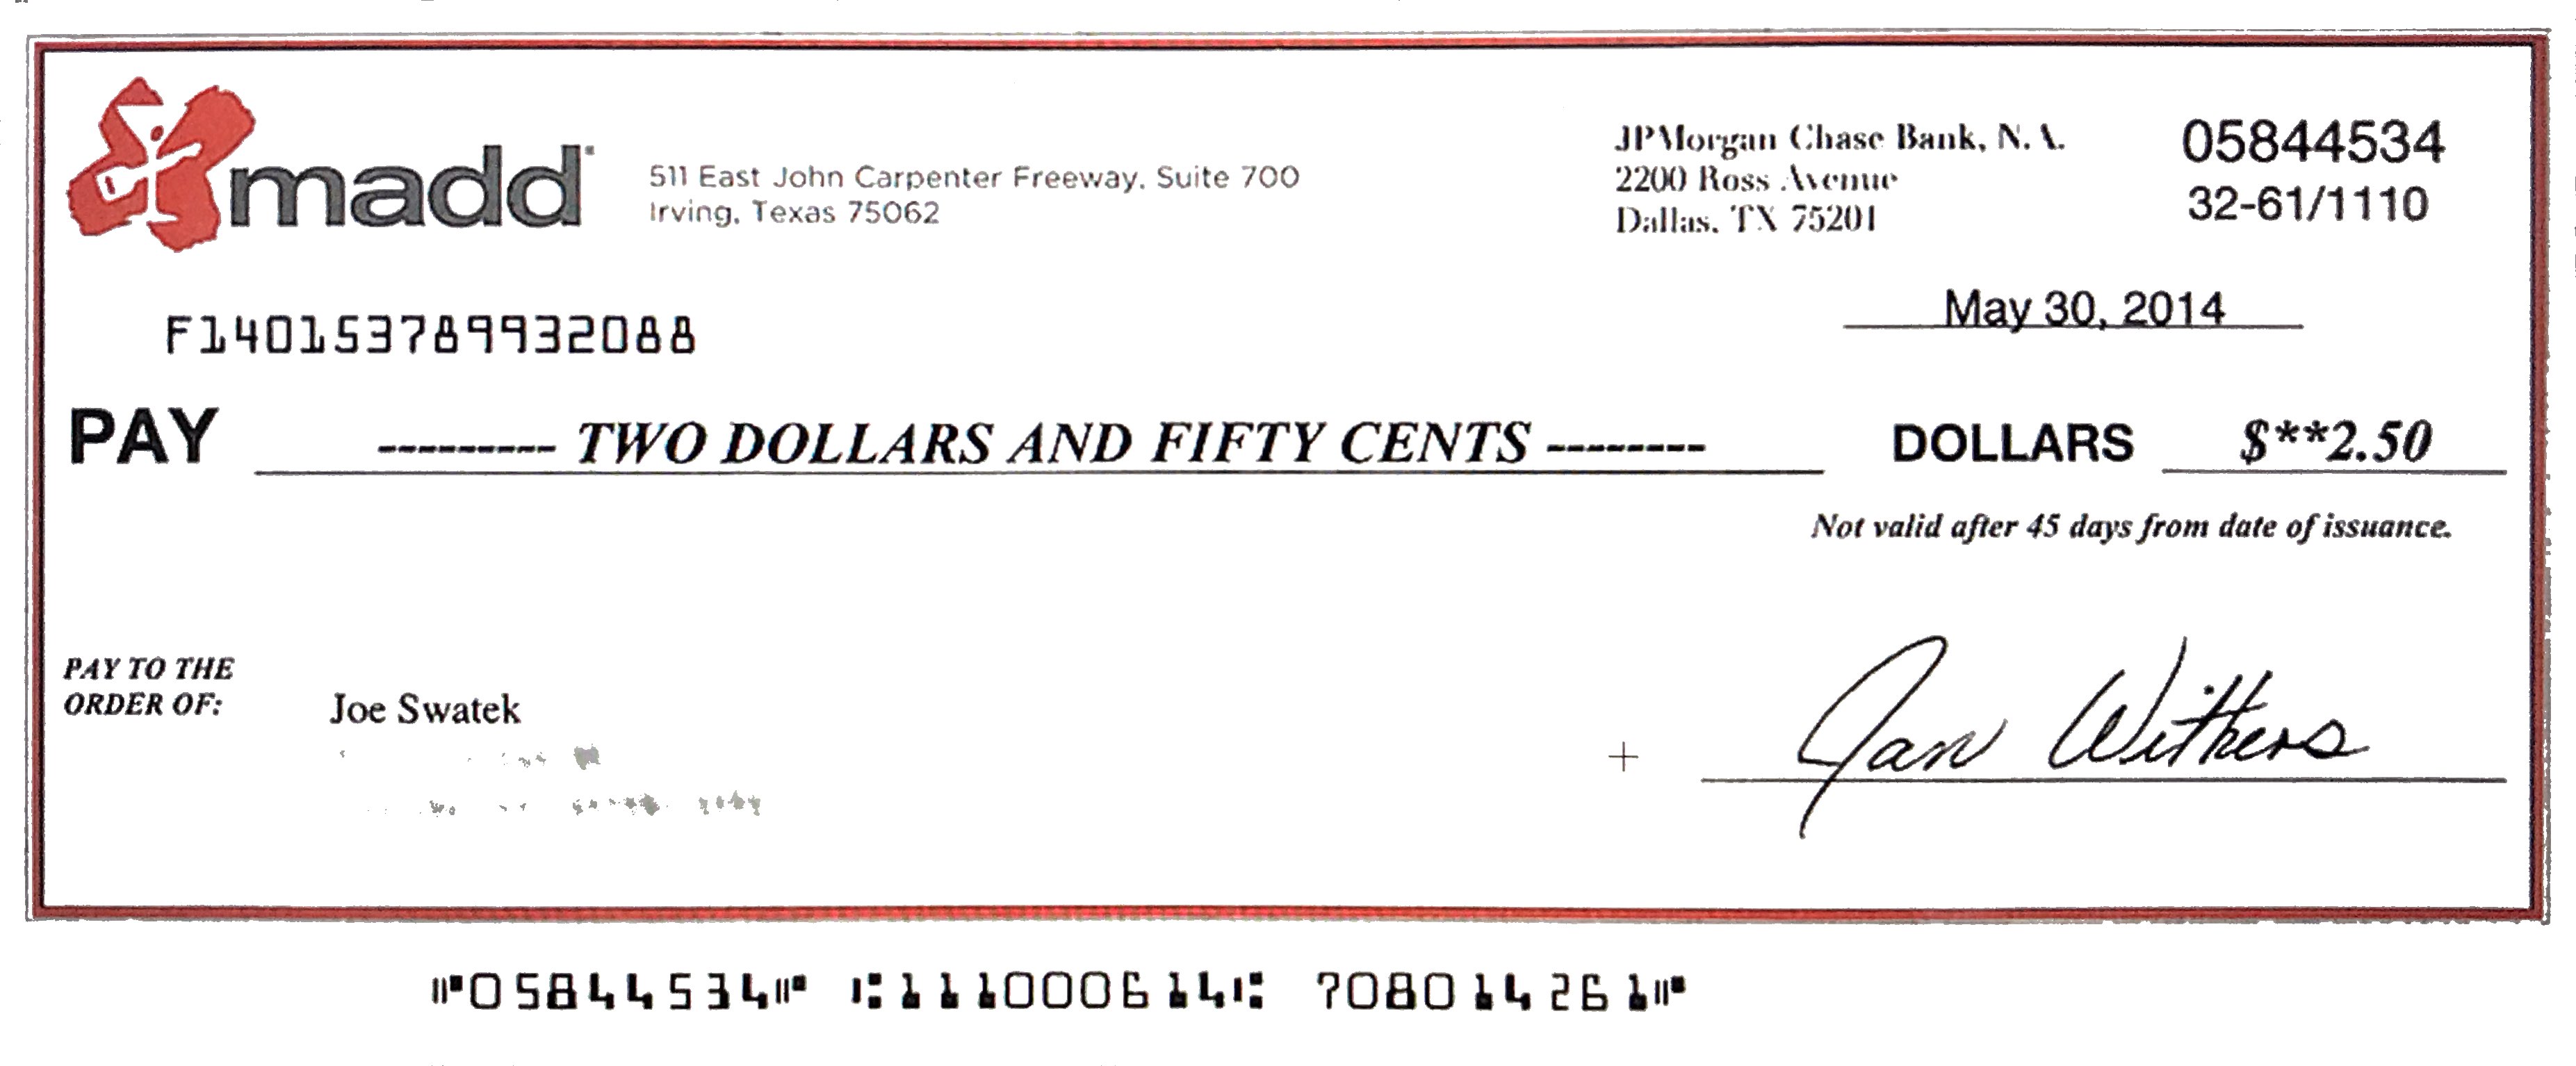 madd
511 East John Carpenter Freeway, Suite 700
Irving, Texas 75062
JPMorgan Chase Bank, N.A.
2200 Ross Avenue
Dallas, TX 75201
05844534
32-61/1110
May 30, 2014
F140153789932088
PAY --------- TWO DOLLARS AND FIFTY CENTS -------- DOLLARS $**2.50
Not valid after 45 days from date of issuance.
PAY TO THE
ORDER OF:
Joe Swatek
Jan Withers
⑈05844534⑈ ⑆111000614⑆ 708014261⑈